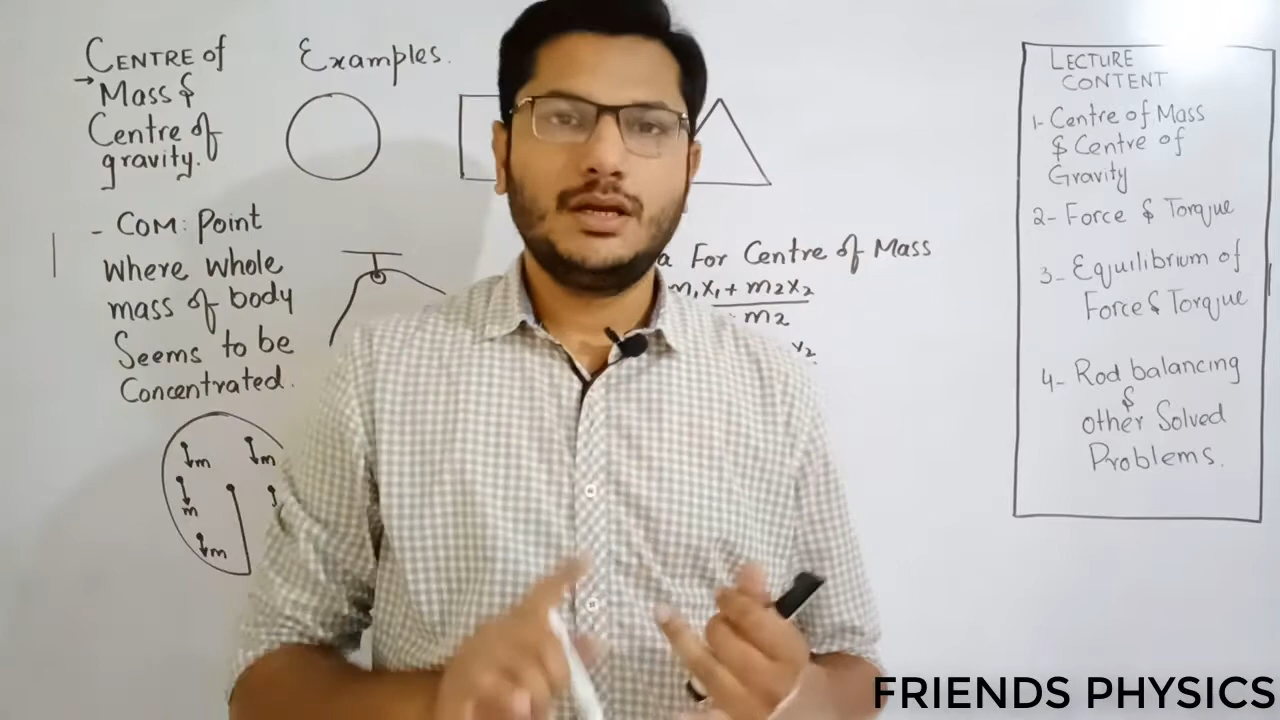 CENTRE of
→ Mass &
Centre of
gravity.
- COM: Point
where whole
mass of body
Seems to be
Concentrated.
m
m
m
m
Examples.
a For Centre of Mass
m₁x₁ + m₂x₂
m₂
x₂
LECTURE
CONTENT
1- Centre of Mass
& Centre of
Gravity
2- Force & Torque
3- Equilibrium of
Force & Torque
4- Rod balancing
&
other Solved
Problems.
FRIENDS PHYSICS